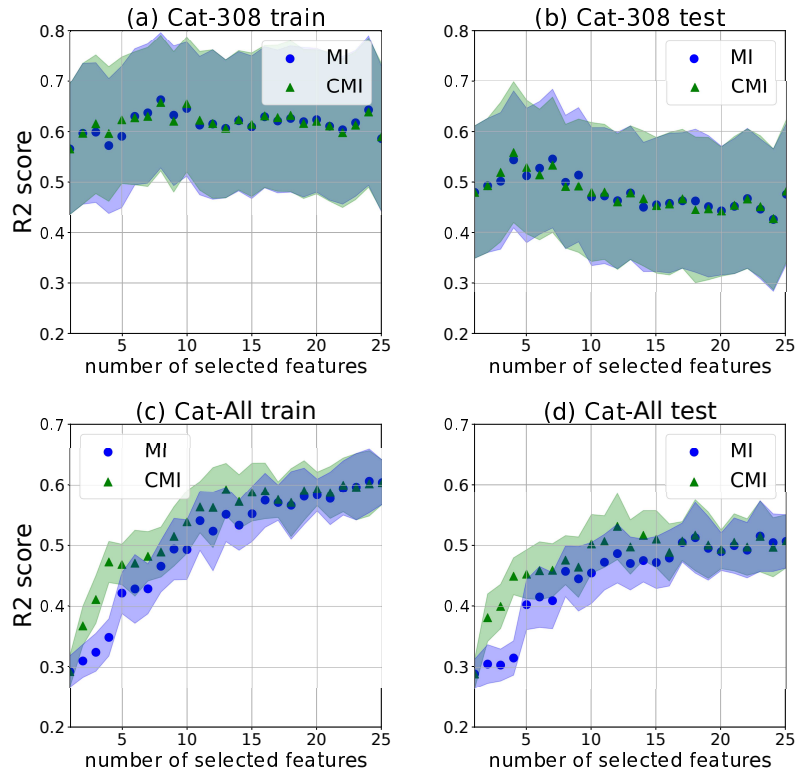 (a) Cat-308 train
0.8
0.7
0.6
0.5
0.4
0.3
0.2
R2 score
MI
CMI
5 10 15 20 25
number of selected features
(b) Cat-308 test
0.8
0.7
0.6
0.5
0.4
0.3
0.2
MI
CMI
5 10 15 20 25
number of selected features
(c) Cat-All train
0.7
0.6
0.5
0.4
0.3
0.2
R2 score
MI
CMI
5 10 15 20 25
number of selected features
(d) Cat-All test
0.7
0.6
0.5
0.4
0.3
0.2
MI
CMI
5 10 15 20 25
number of selected features